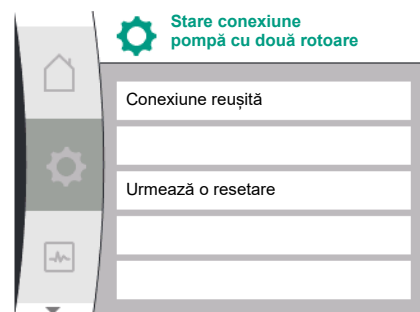 Stare conexiune
pompă cu două rotoare
Conexiune reușită
Urmează o resetare